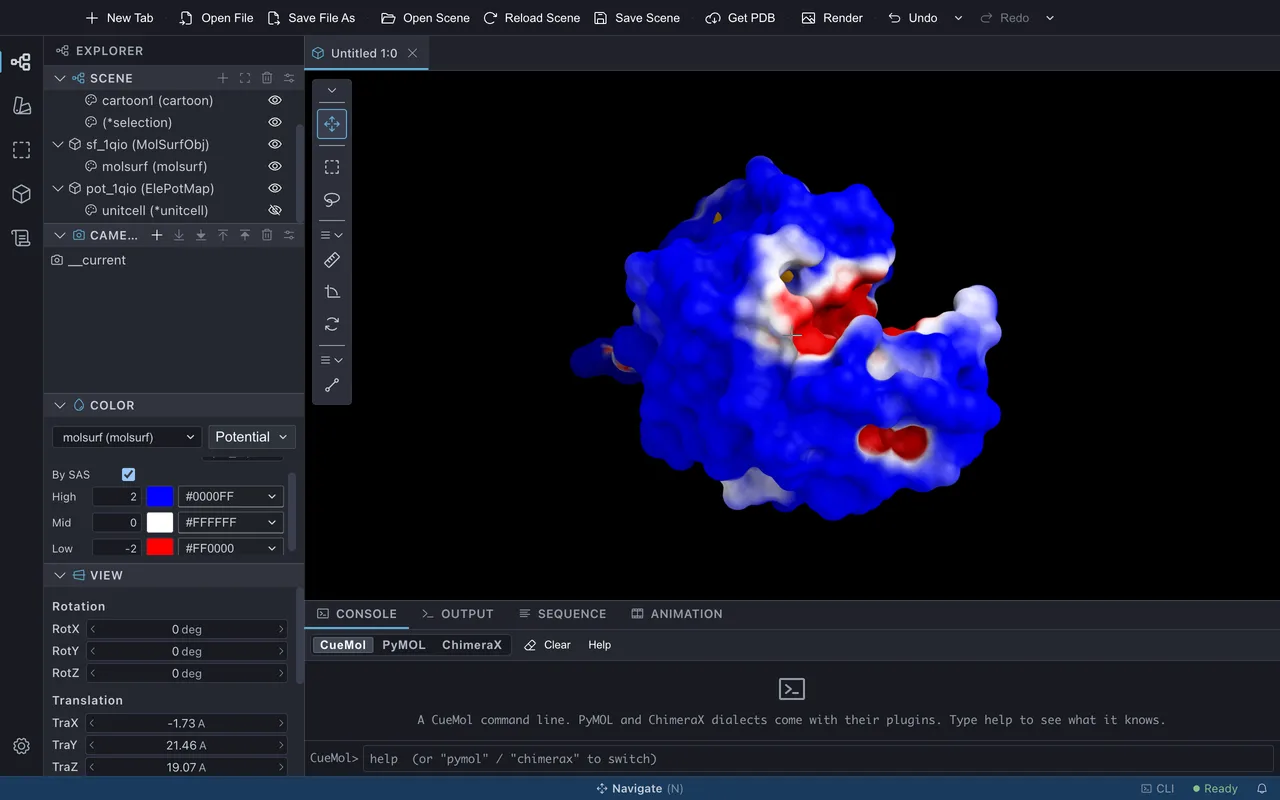 New Tab Open File Save File As Open Scene Reload Scene Save Scene Get PDB Render Undo Redo
EXPLORER
Untitled 1:0
SCENE
cartoon1 (cartoon)
(*selection)
sf_1qio (MolSurfObj)
molsurf (molsurf)
pot_1qio (ElePotMap)
unitcell (*unitcell)
CAME...
__current
COLOR
molsurf (molsurf) Potential
By SAS
High 2 #0000FF
Mid 0 #FFFFFF
Low -2 #FF0000
VIEW
Rotation
RotX 0 deg
RotY 0 deg
RotZ 0 deg
Translation
TraX -1.73 A
TraY 21.46 A
TraZ 19.07 A
CONSOLE OUTPUT SEQUENCE ANIMATION
CueMol PyMOL ChimeraX Clear Help
A CueMol command line. PyMOL and ChimeraX dialects come with their plugins. Type help to see what it knows.
CueMol> help (or "pymol" / "chimerax" to switch)
Navigate (N) CLI Ready